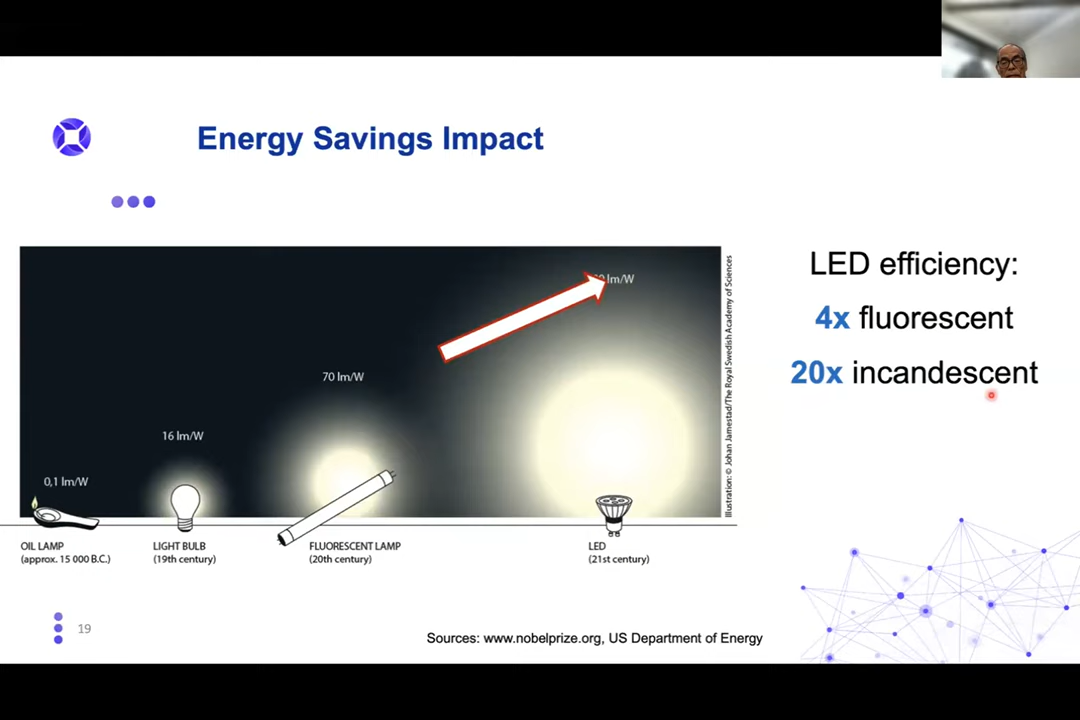 Energy Savings Impact
LED efficiency:
4x fluorescent
20x incandescent
lm/W
70 lm/W
16 lm/W
0,1 lm/W
Illustration: © Johan Jarnestad/The Royal Swedish Academy of Sciences
OIL LAMP
(approx. 15 000 B.C.)
LIGHT BULB
(19th century)
FLUORESCENT LAMP
(20th century)
LED
(21st century)
19
Sources: www.nobelprize.org, US Department of Energy